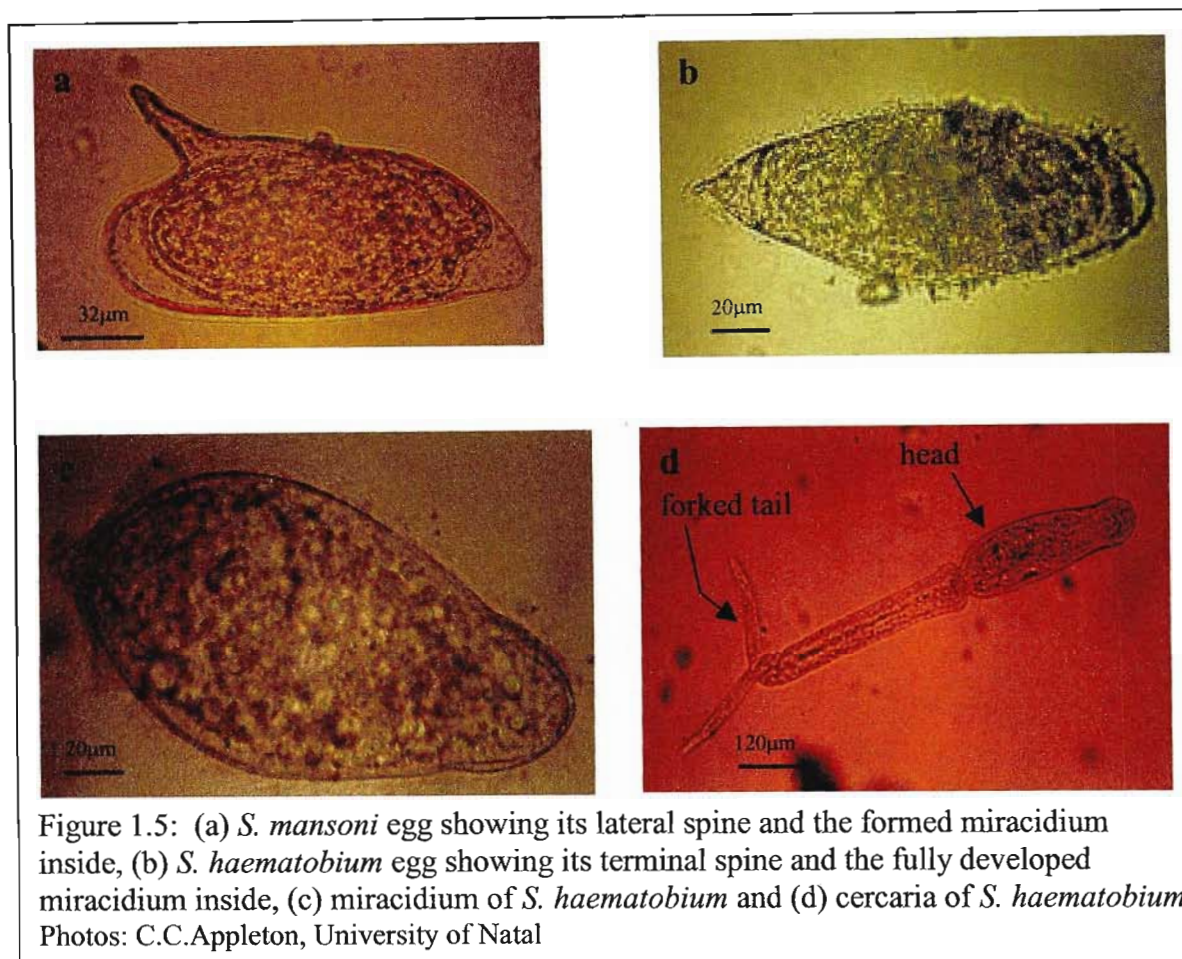 a
b
32µm
20µm
c
d
head
forked tail
20µm
120µm
Figure 1.5: (a) S. mansoni egg showing its lateral spine and the formed miracidium
inside, (b) S. haematobium egg showing its terminal spine and the fully developed
miracidium inside, (c) miracidium of S. haematobium and (d) cercaria of S. haematobium
Photos: C.C.Appleton, University of Natal